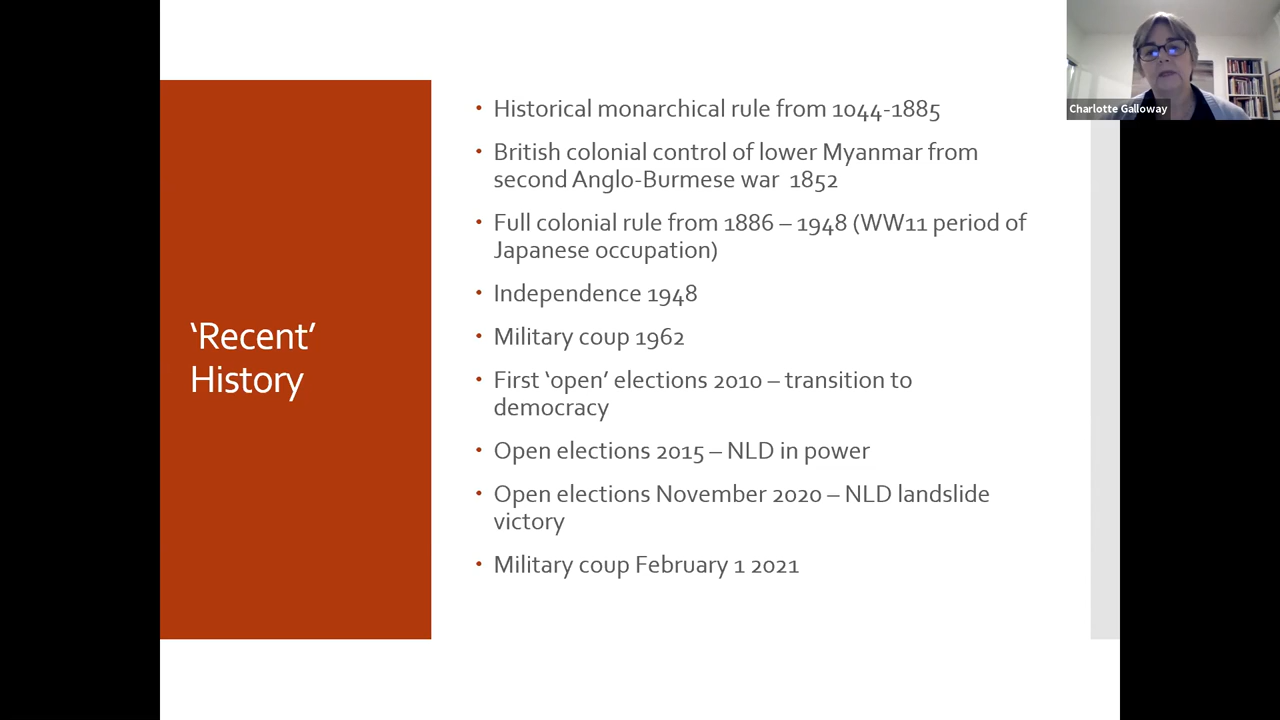 ‘Recent’
History
• Historical monarchical rule from 1044-1885
• British colonial control of lower Myanmar from
second Anglo-Burmese war 1852
• Full colonial rule from 1886 – 1948 (WW11 period of
Japanese occupation)
• Independence 1948
• Military coup 1962
• First ‘open’ elections 2010 – transition to
democracy
• Open elections 2015 – NLD in power
• Open elections November 2020 – NLD landslide
victory
• Military coup February 1 2021
Charlotte Galloway